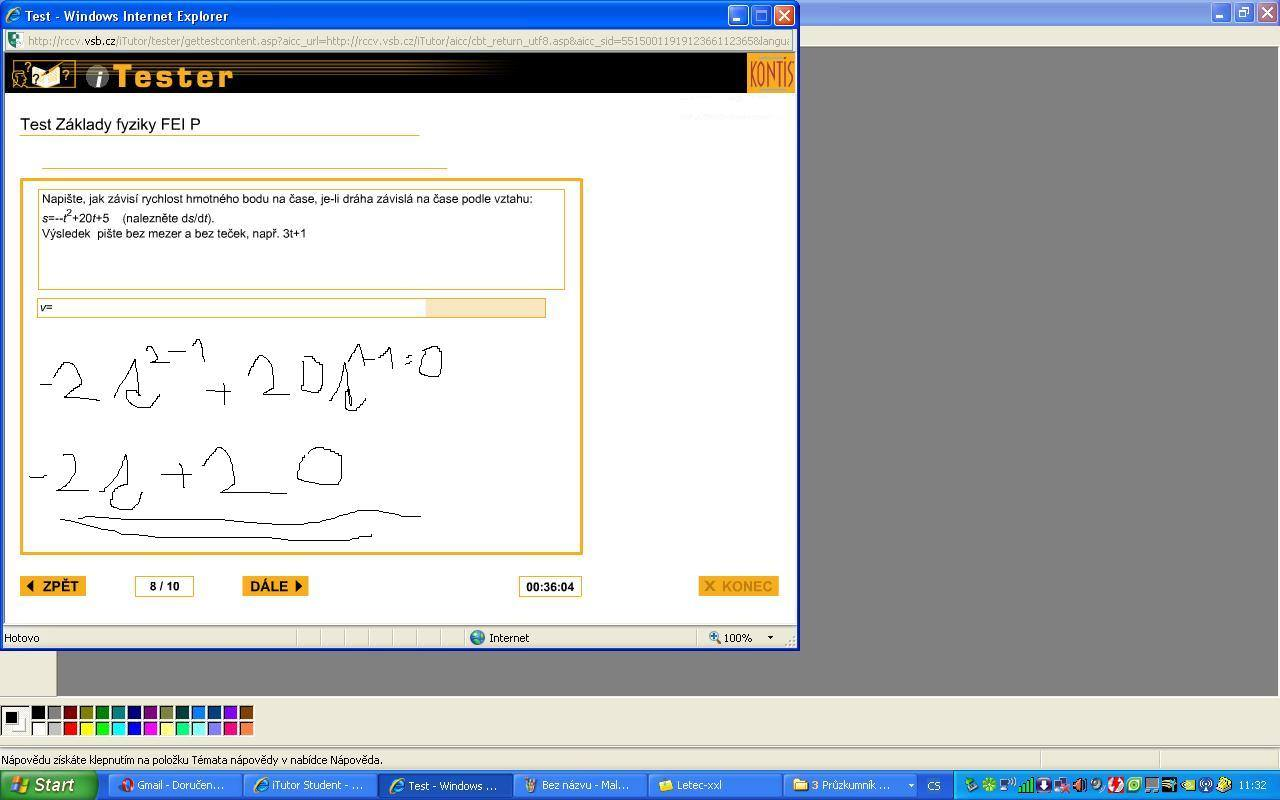 Test - Windows Internet Explorer
http://rccv.vsb.cz/iTutor/tester/gettestcontent.asp?aicc_url=http://rccv.vsb.cz/iTutor/aicc/cbt_return_utf8.asp&aicc_sid=55150011919123661123​65&langua
i Tester
KONTIS
Test Základy fyziky FEI P
Napište, jak závisí rychlost hmotného bodu na čase, je-li dráha závislá na čase podle vztahu:
s=--t²+20t+5 (nalezněte ds/dt).
Výsledek pište bez mezer a bez teček, např. 3t+1
v=
-2t²⁻¹+20t¹⁻¹⁼⁰
-2t+20
ZPĚT
8 / 10
DÁLE
00:36:04
X KONEC
Hotovo
Internet
100%
Nápovědu získáte klepnutím na položku Témata nápovědy v nabídce Nápověda.
Start
Gmail - Doručen...
iTutor Student - ...
Test - Windows ...
Bez názvu - Mal...
Letec-xxl
3 Průzkumník ...
CS
11:32